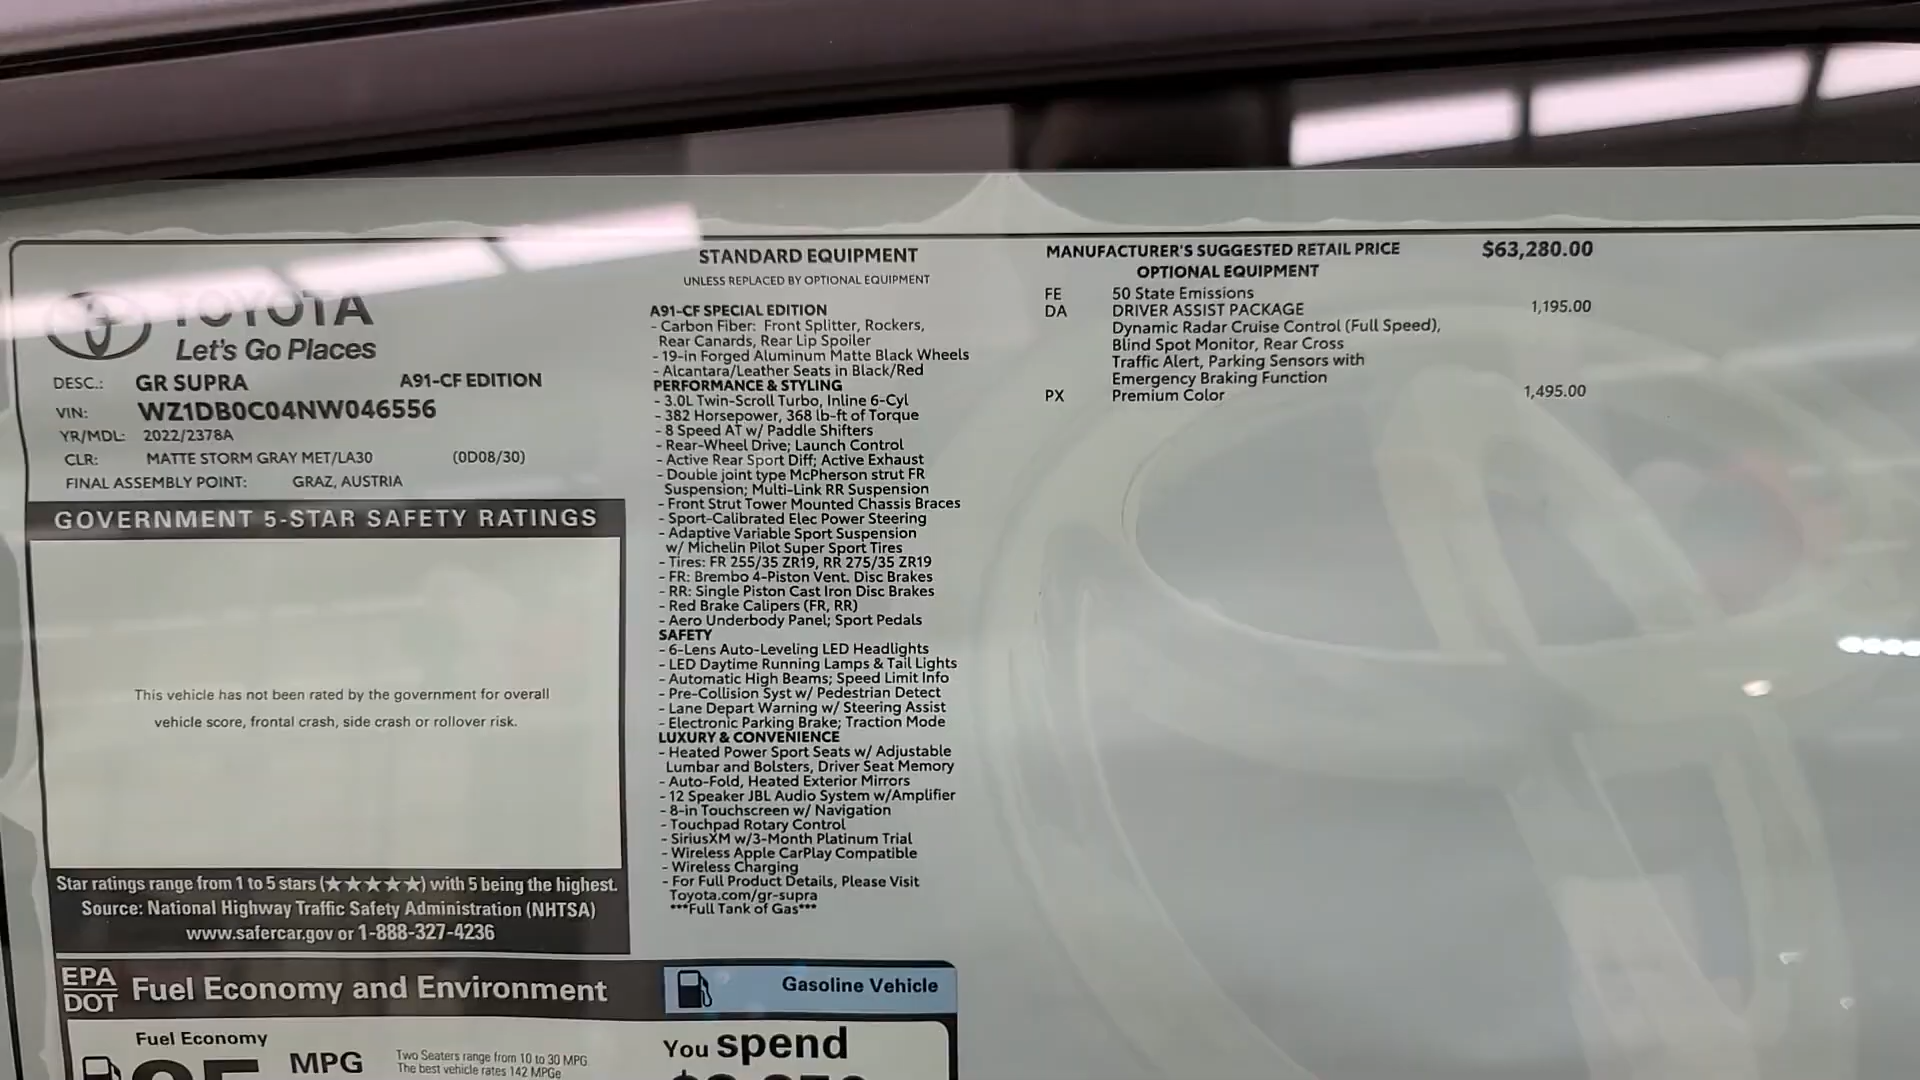 TOYOTA
Let's Go Places
DESC.: GR SUPRA A91-CF EDITION
VIN: WZ1DB0C04NW046556
YR/MDL: 2022/2378A
CLR: MATTE STORM GRAY MET/LA30 (0D08/30)
FINAL ASSEMBLY POINT: GRAZ, AUSTRIA
GOVERNMENT 5-STAR SAFETY RATINGS
This vehicle has not been rated by the government for overall
vehicle score, frontal crash, side crash or rollover risk.
Star ratings range from 1 to 5 stars (★★★★★) with 5 being the highest.
Source: National Highway Traffic Safety Administration (NHTSA)
www.safercar.gov or 1-888-327-4236
STANDARD EQUIPMENT
UNLESS REPLACED BY OPTIONAL EQUIPMENT
A91-CF SPECIAL EDITION
- Carbon Fiber: Front Splitter, Rockers,
Rear Canards, Rear Lip Spoiler
- 19-in Forged Aluminum Matte Black Wheels
- Alcantara/Leather Seats in Black/Red
PERFORMANCE & STYLING
- 3.0L Twin-Scroll Turbo, Inline 6-Cyl
- 382 Horsepower, 368 lb-ft of Torque
- 8 Speed AT w/ Paddle Shifters
- Rear-Wheel Drive; Launch Control
- Active Rear Sport Diff; Active Exhaust
- Double joint type McPherson strut FR
Suspension; Multi-Link RR Suspension
- Front Strut Tower Mounted Chassis Braces
- Sport-Calibrated Elec Power Steering
- Adaptive Variable Sport Suspension
w/ Michelin Pilot Super Sport Tires
- Tires: FR 255/35 ZR19, RR 275/35 ZR19
- FR: Brembo 4-Piston Vent. Disc Brakes
- RR: Single Piston Cast Iron Disc Brakes
- Red Brake Calipers (FR, RR)
- Aero Underbody Panel; Sport Pedals
SAFETY
- 6-Lens Auto-Leveling LED Headlights
- LED Daytime Running Lamps & Tail Lights
- Automatic High Beams; Speed Limit Info
- Pre-Collision Syst w/ Pedestrian Detect
- Lane Depart Warning w/ Steering Assist
- Electronic Parking Brake; Traction Mode
LUXURY & CONVENIENCE
- Heated Power Sport Seats w/ Adjustable
Lumbar and Bolsters, Driver Seat Memory
- Auto-Fold, Heated Exterior Mirrors
- 12 Speaker JBL Audio System w/Amplifier
- 8-in Touchscreen w/ Navigation
- Touchpad Rotary Control
- SiriusXM w/3-Month Platinum Trial
- Wireless Apple CarPlay Compatible
- Wireless Charging
- For Full Product Details, Please Visit
Toyota.com/gr-supra
***Full Tank of Gas***
MANUFACTURER'S SUGGESTED RETAIL PRICE $63,280.00
OPTIONAL EQUIPMENT
FE 50 State Emissions
DA DRIVER ASSIST PACKAGE 1,195.00
Dynamic Radar Cruise Control (Full Speed),
Blind Spot Monitor, Rear Cross
Traffic Alert, Parking Sensors with
Emergency Braking Function
PX Premium Color 1,495.00
EPA
DOT
Fuel Economy and Environment
Gasoline Vehicle
Fuel Economy
MPG
Two Seaters range from 10 to 30 MPG.
The best vehicle rates 142 MPGe
You spend